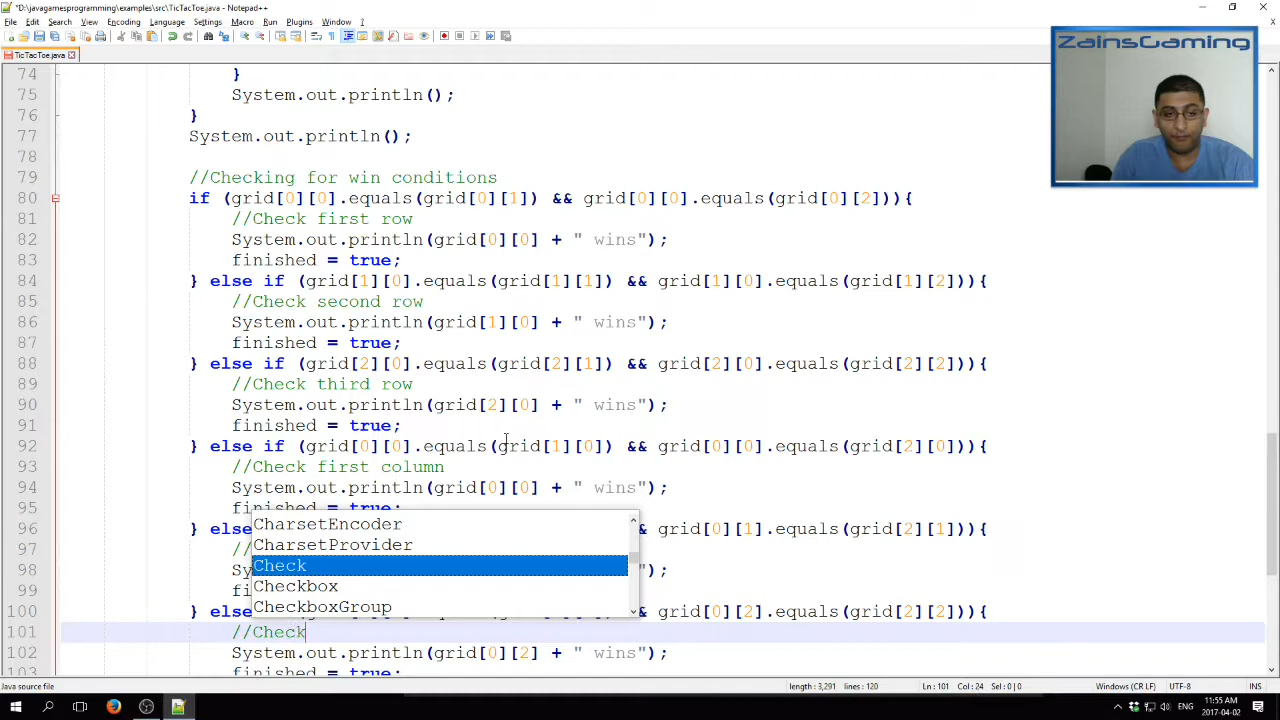 *D:\javagamesprogramming\examples\src\TicTacToe.java - Notepad++
File Edit Search View Encoding Language Settings Macro Run Plugins Window ?
TicTacToe.java
ZainsGaming
74 }
75 System.out.println();
76 }
77 System.out.println();
78
79 //Checking for win conditions
80 if (grid[0][0].equals(grid[0][1]) && grid[0][0].equals(grid[0][2])){
81 //Check first row
82 System.out.println(grid[0][0] + " wins");
83 finished = true;
84 } else if (grid[1][0].equals(grid[1][1]) && grid[1][0].equals(grid[1][2])){
85 //Check second row
86 System.out.println(grid[1][0] + " wins");
87 finished = true;
88 } else if (grid[2][0].equals(grid[2][1]) && grid[2][0].equals(grid[2][2])){
89 //Check third row
90 System.out.println(grid[2][0] + " wins");
91 finished = true;
92 } else if (grid[0][0].equals(grid[1][0]) && grid[0][0].equals(grid[2][0])){
93 //Check first column
94 System.out.println(grid[0][0] + " wins");
95 finished = true;
96 } else & grid[0][1].equals(grid[2][1])){
97 //
98 Sy ");
99 fi
100 } else & grid[0][2].equals(grid[2][2])){
101 //Check
102 System.out.println(grid[0][2] + " wins");
103 finished = true;
CharsetEncoder
CharsetProvider
Check
Checkbox
CheckboxGroup
Java source file length : 3,291 lines : 120 Ln : 101 Col : 24 Sel : 0 | 0 Windows (CR LF) UTF-8 INS
ENG 11:55 AM
2017-04-02